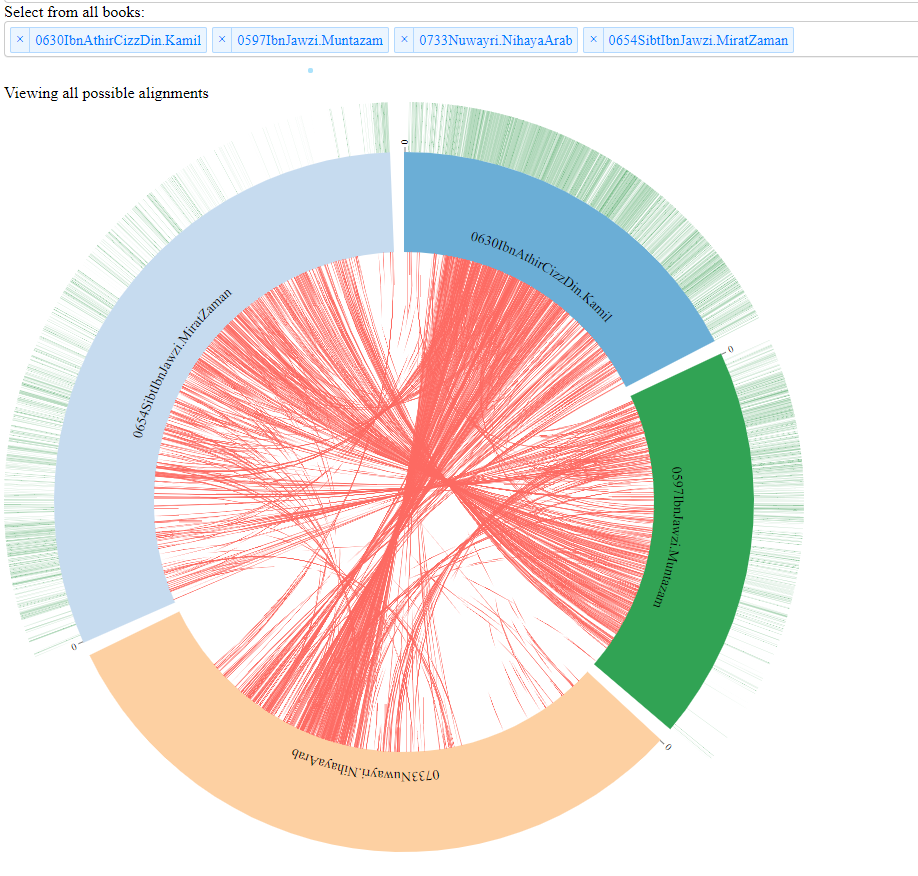 Select from all books:
× 0630IbnAthirCizzDin.Kamil × 0597IbnJawzi.Muntazam × 0733Nuwayri.NihayaArab × 0654SibtIbnJawzi.MiratZaman
Viewing all possible alignments
0
0630IbnAthirCizzDin.Kamil
0
0597IbnJawzi.Muntazam
0
0733Nuwayri.NihayaArab
0
0654SibtIbnJawzi.MiratZaman